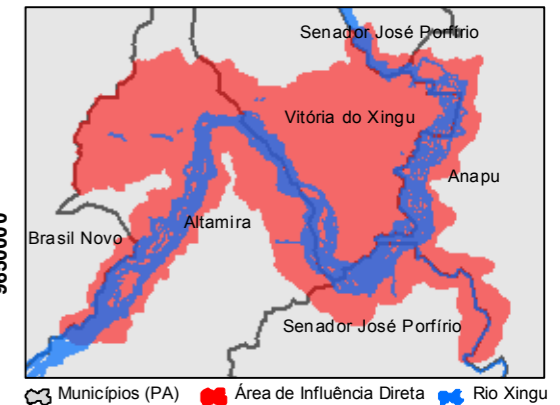 Senador José Porfírio
Vitória do Xingu
Anapu
Altamira
Brasil Novo
Senador José Porfírio
Municípios (PA) Área de Influência Direta Rio Xingu